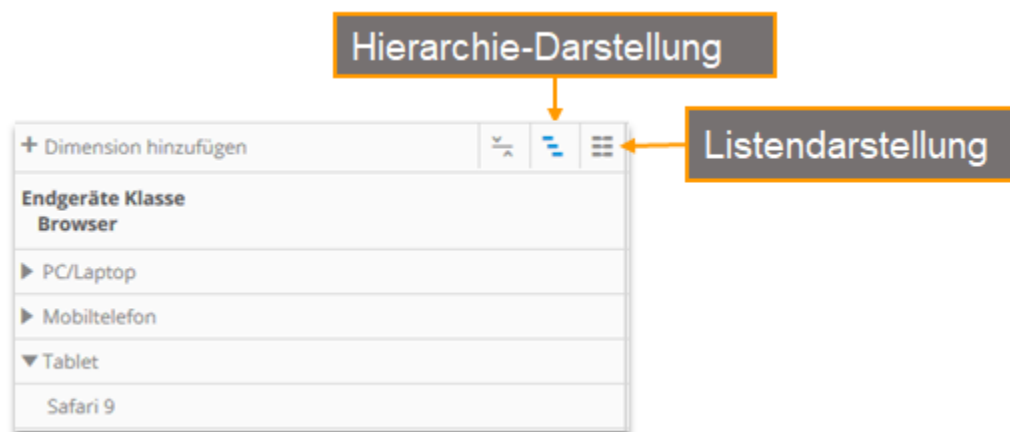 Hierarchie-Darstellung
+ Dimension hinzufügen
Listendarstellung
Endgeräte Klasse
Browser
PC/Laptop
Mobiltelefon
Tablet
Safari 9